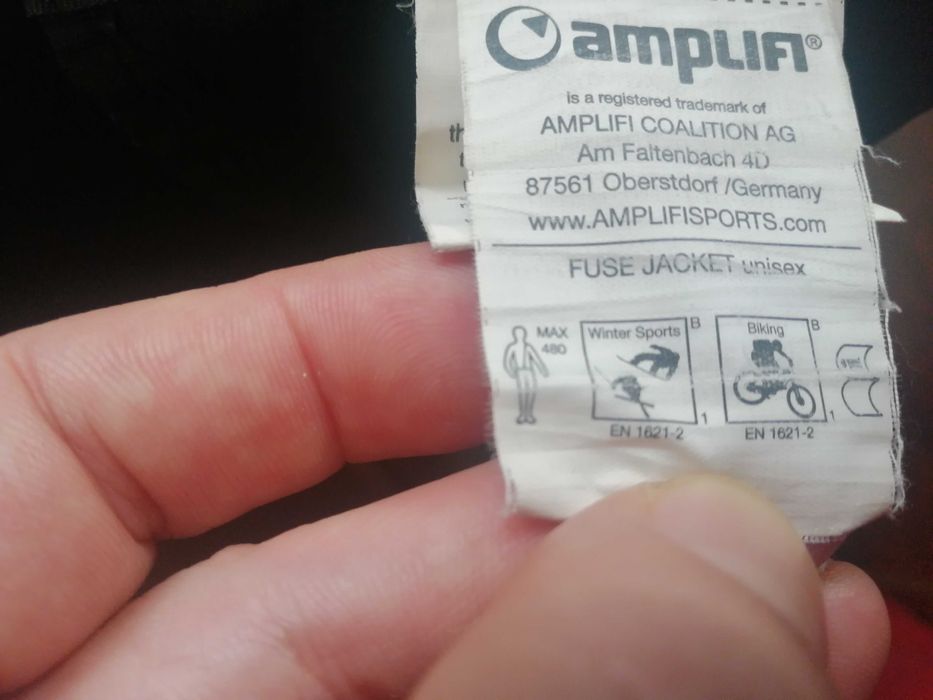 amplifi®
is a registered trademark of
AMPLIFI COALITION AG
Am Faltenbach 4D
87561 Oberstdorf /Germany
www.AMPLIFISPORTS.com
FUSE JACKET unisex
MAX
480
Winter Sports
B
1
EN 1621-2
Biking
B
1
EN 1621-2